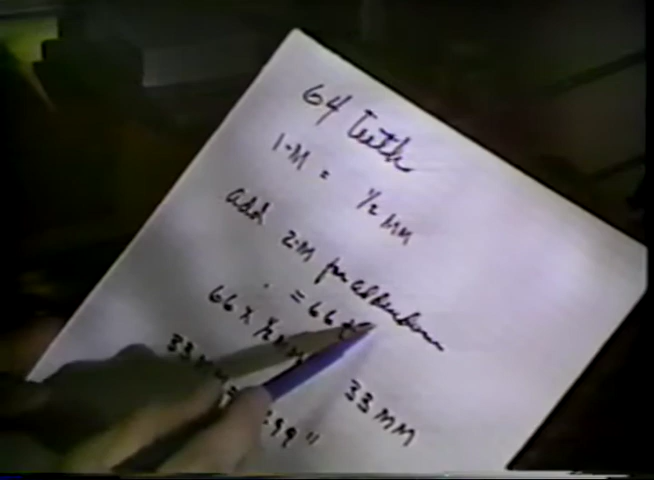 64 Teeth
1·M = 1/2 MM
add 2·M for addendum
= 66
66 X 1/2 MM 33 MM
33 MM
299"